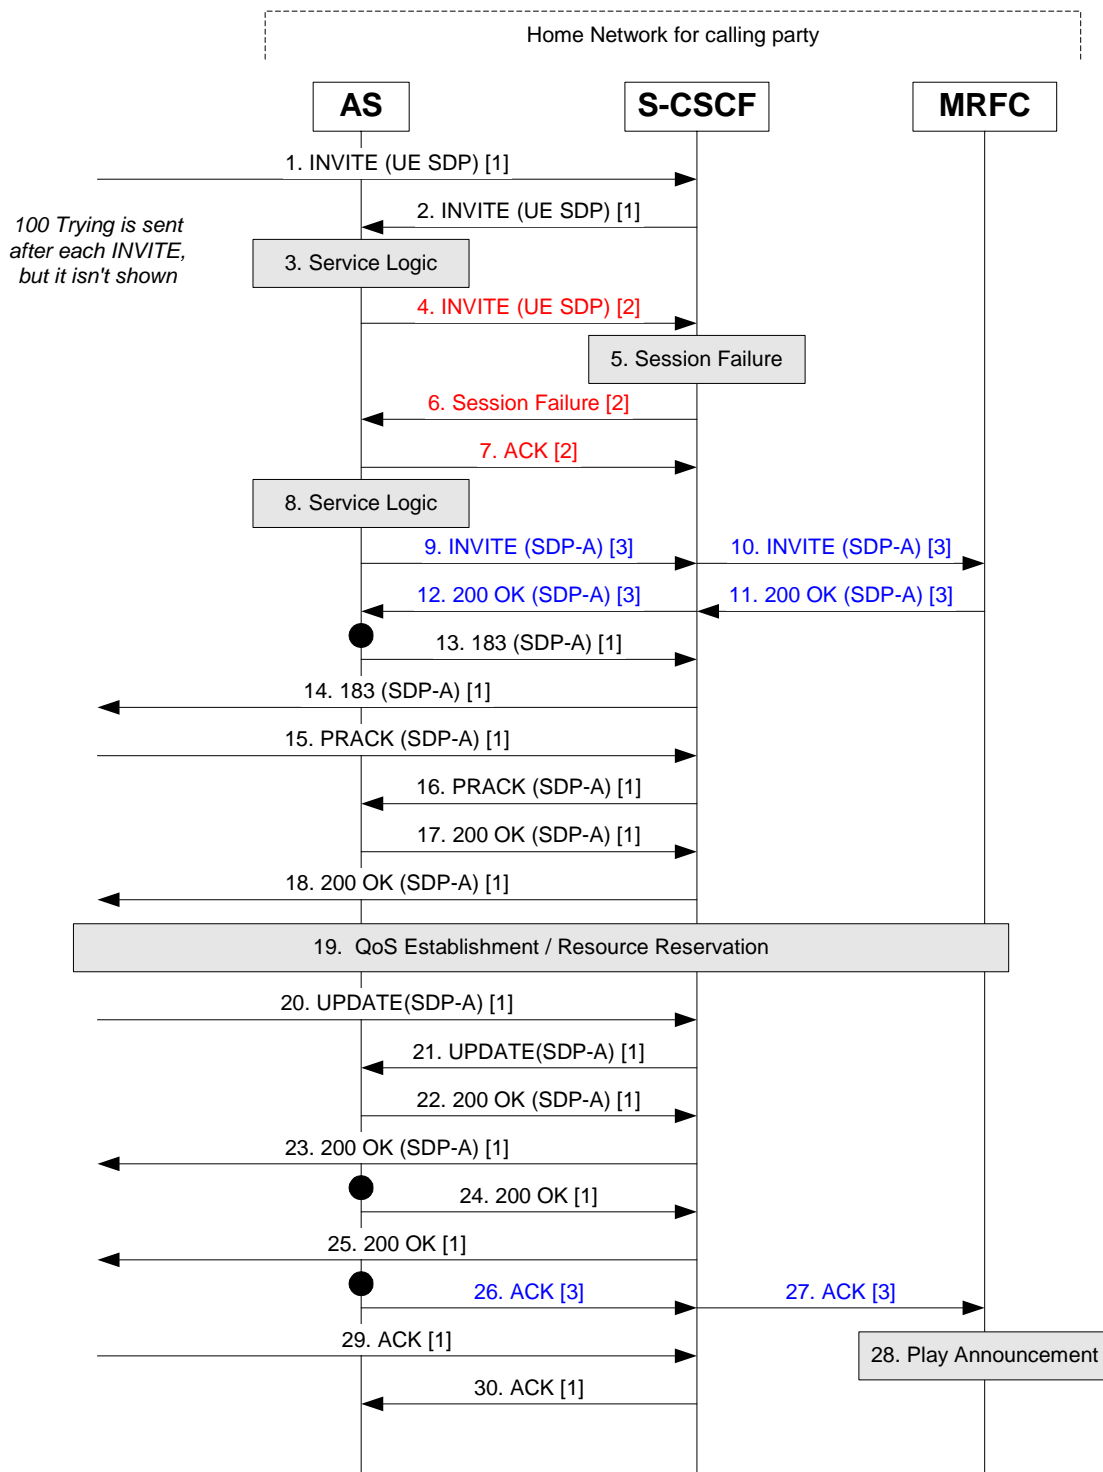 Home Network for calling party
AS
S-CSCF
MRFC
1. INVITE (UE SDP) [1]
100 Trying is sent
after each INVITE,
but it isn't shown
2. INVITE (UE SDP) [1]
3. Service Logic
4. INVITE (UE SDP) [2]
5. Session Failure
6. Session Failure [2]
7. ACK [2]
8. Service Logic
9. INVITE (SDP-A) [3]
10. INVITE (SDP-A) [3]
12. 200 OK (SDP-A) [3]
11. 200 OK (SDP-A) [3]
13. 183 (SDP-A) [1]
14. 183 (SDP-A) [1]
15. PRACK (SDP-A) [1]
16. PRACK (SDP-A) [1]
17. 200 OK (SDP-A) [1]
18. 200 OK (SDP-A) [1]
19. QoS Establishment / Resource Reservation
20. UPDATE(SDP-A) [1]
21. UPDATE(SDP-A) [1]
22. 200 OK (SDP-A) [1]
23. 200 OK (SDP-A) [1]
24. 200 OK [1]
25. 200 OK [1]
26. ACK [3]
27. ACK [3]
29. ACK [1]
28. Play Announcement
30. ACK [1]